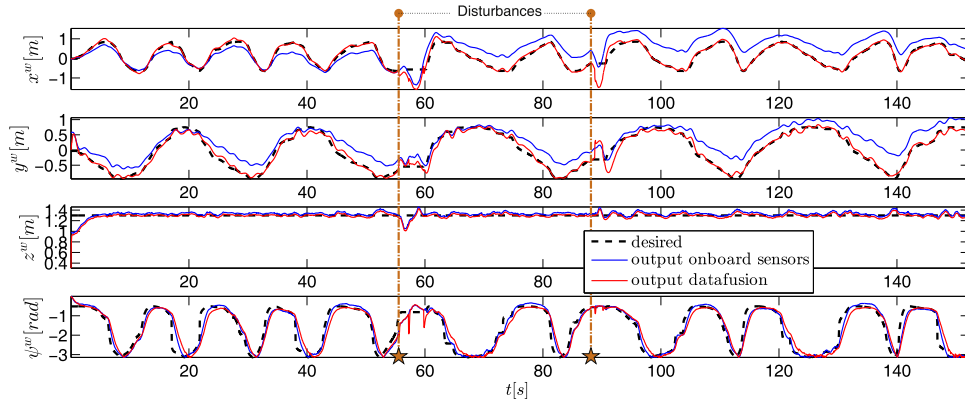 Disturbances
x^w[m]
1
0
−1
20 40 60 80 100 120 140
y^w[m]
1
0.5
0
−0.5
20 40 60 80 100 120 140
z^w[m]
1.4
1.2
1
0.8
0.6
0.4
20 40 60 80 100 120 140
desired
output onboard sensors
output datafusion
ψ^w[rad]
−1
−2
−3
20 40 60 80 100 120 140
t[s]